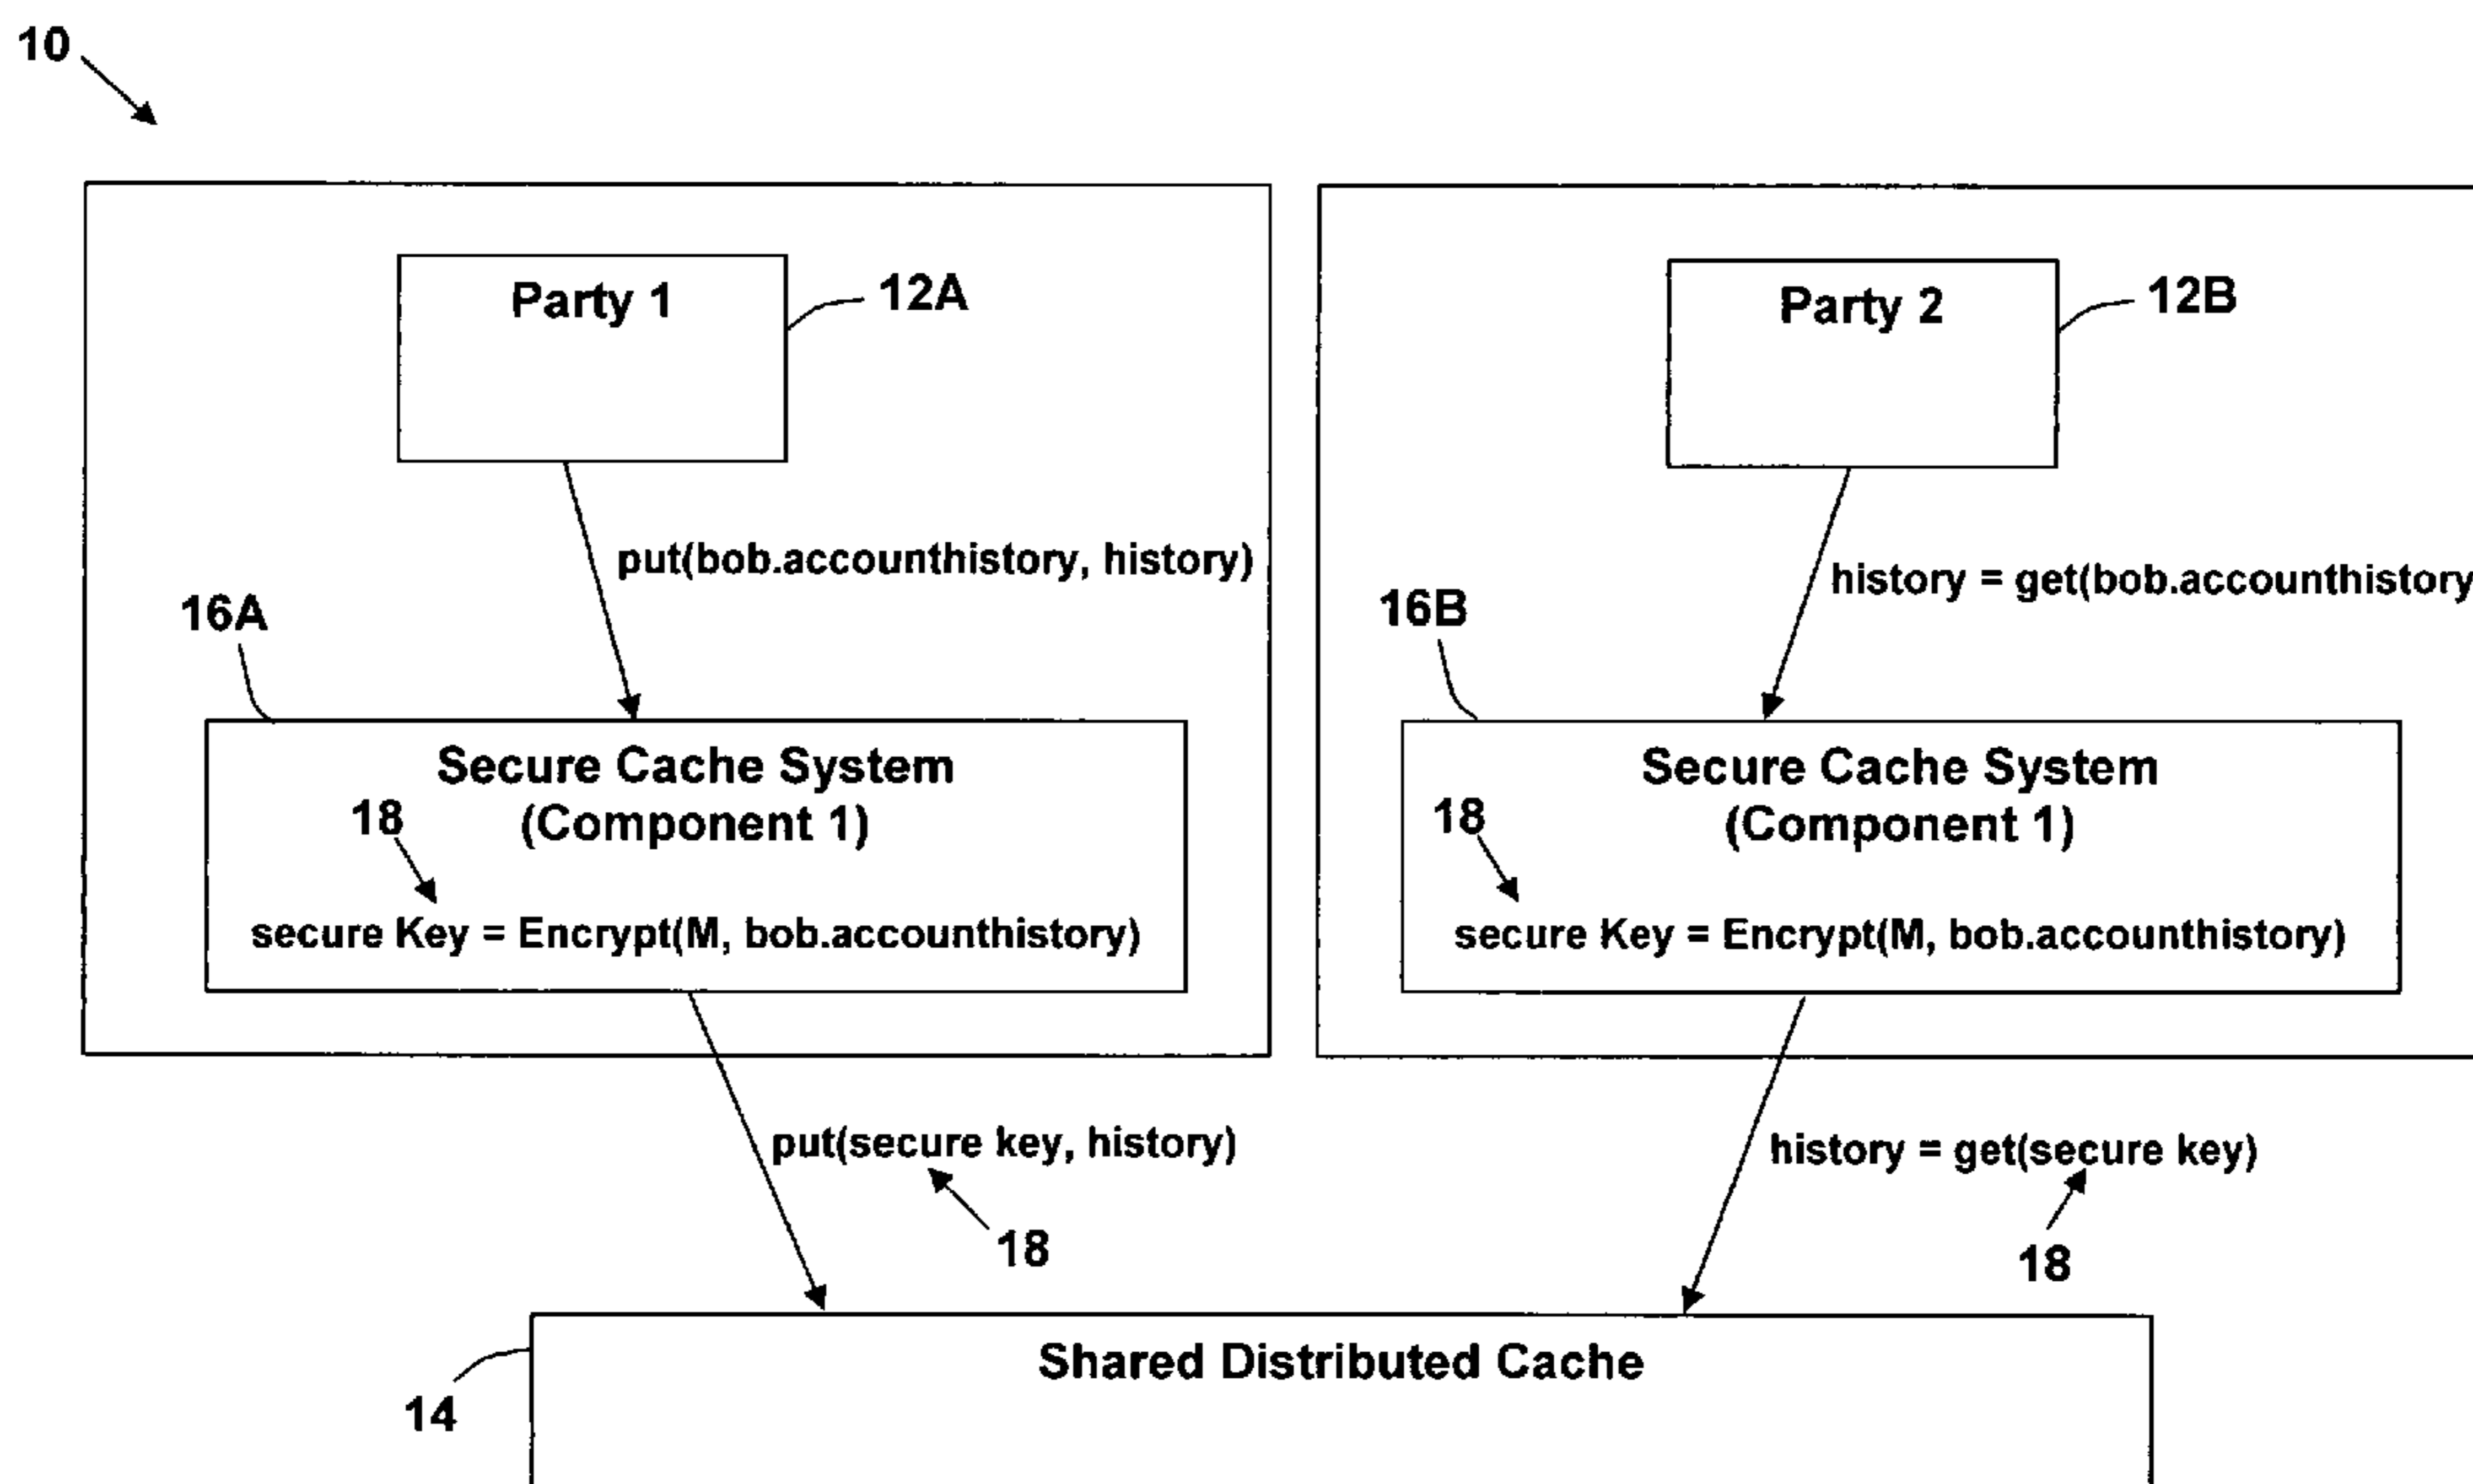 10
Party 1
12A
Party 2
12B
put(bob.accounthistory, history)
history = get(bob.accounthistory
16A
16B
Secure Cache System
(Component 1)
18
secure Key = Encrypt(M, bob.accounthistory)
Secure Cache System
(Component 1)
18
secure Key = Encrypt(M, bob.accounthistory)
put(secure key, history)
18
history = get(secure key)
18
Shared Distributed Cache
14